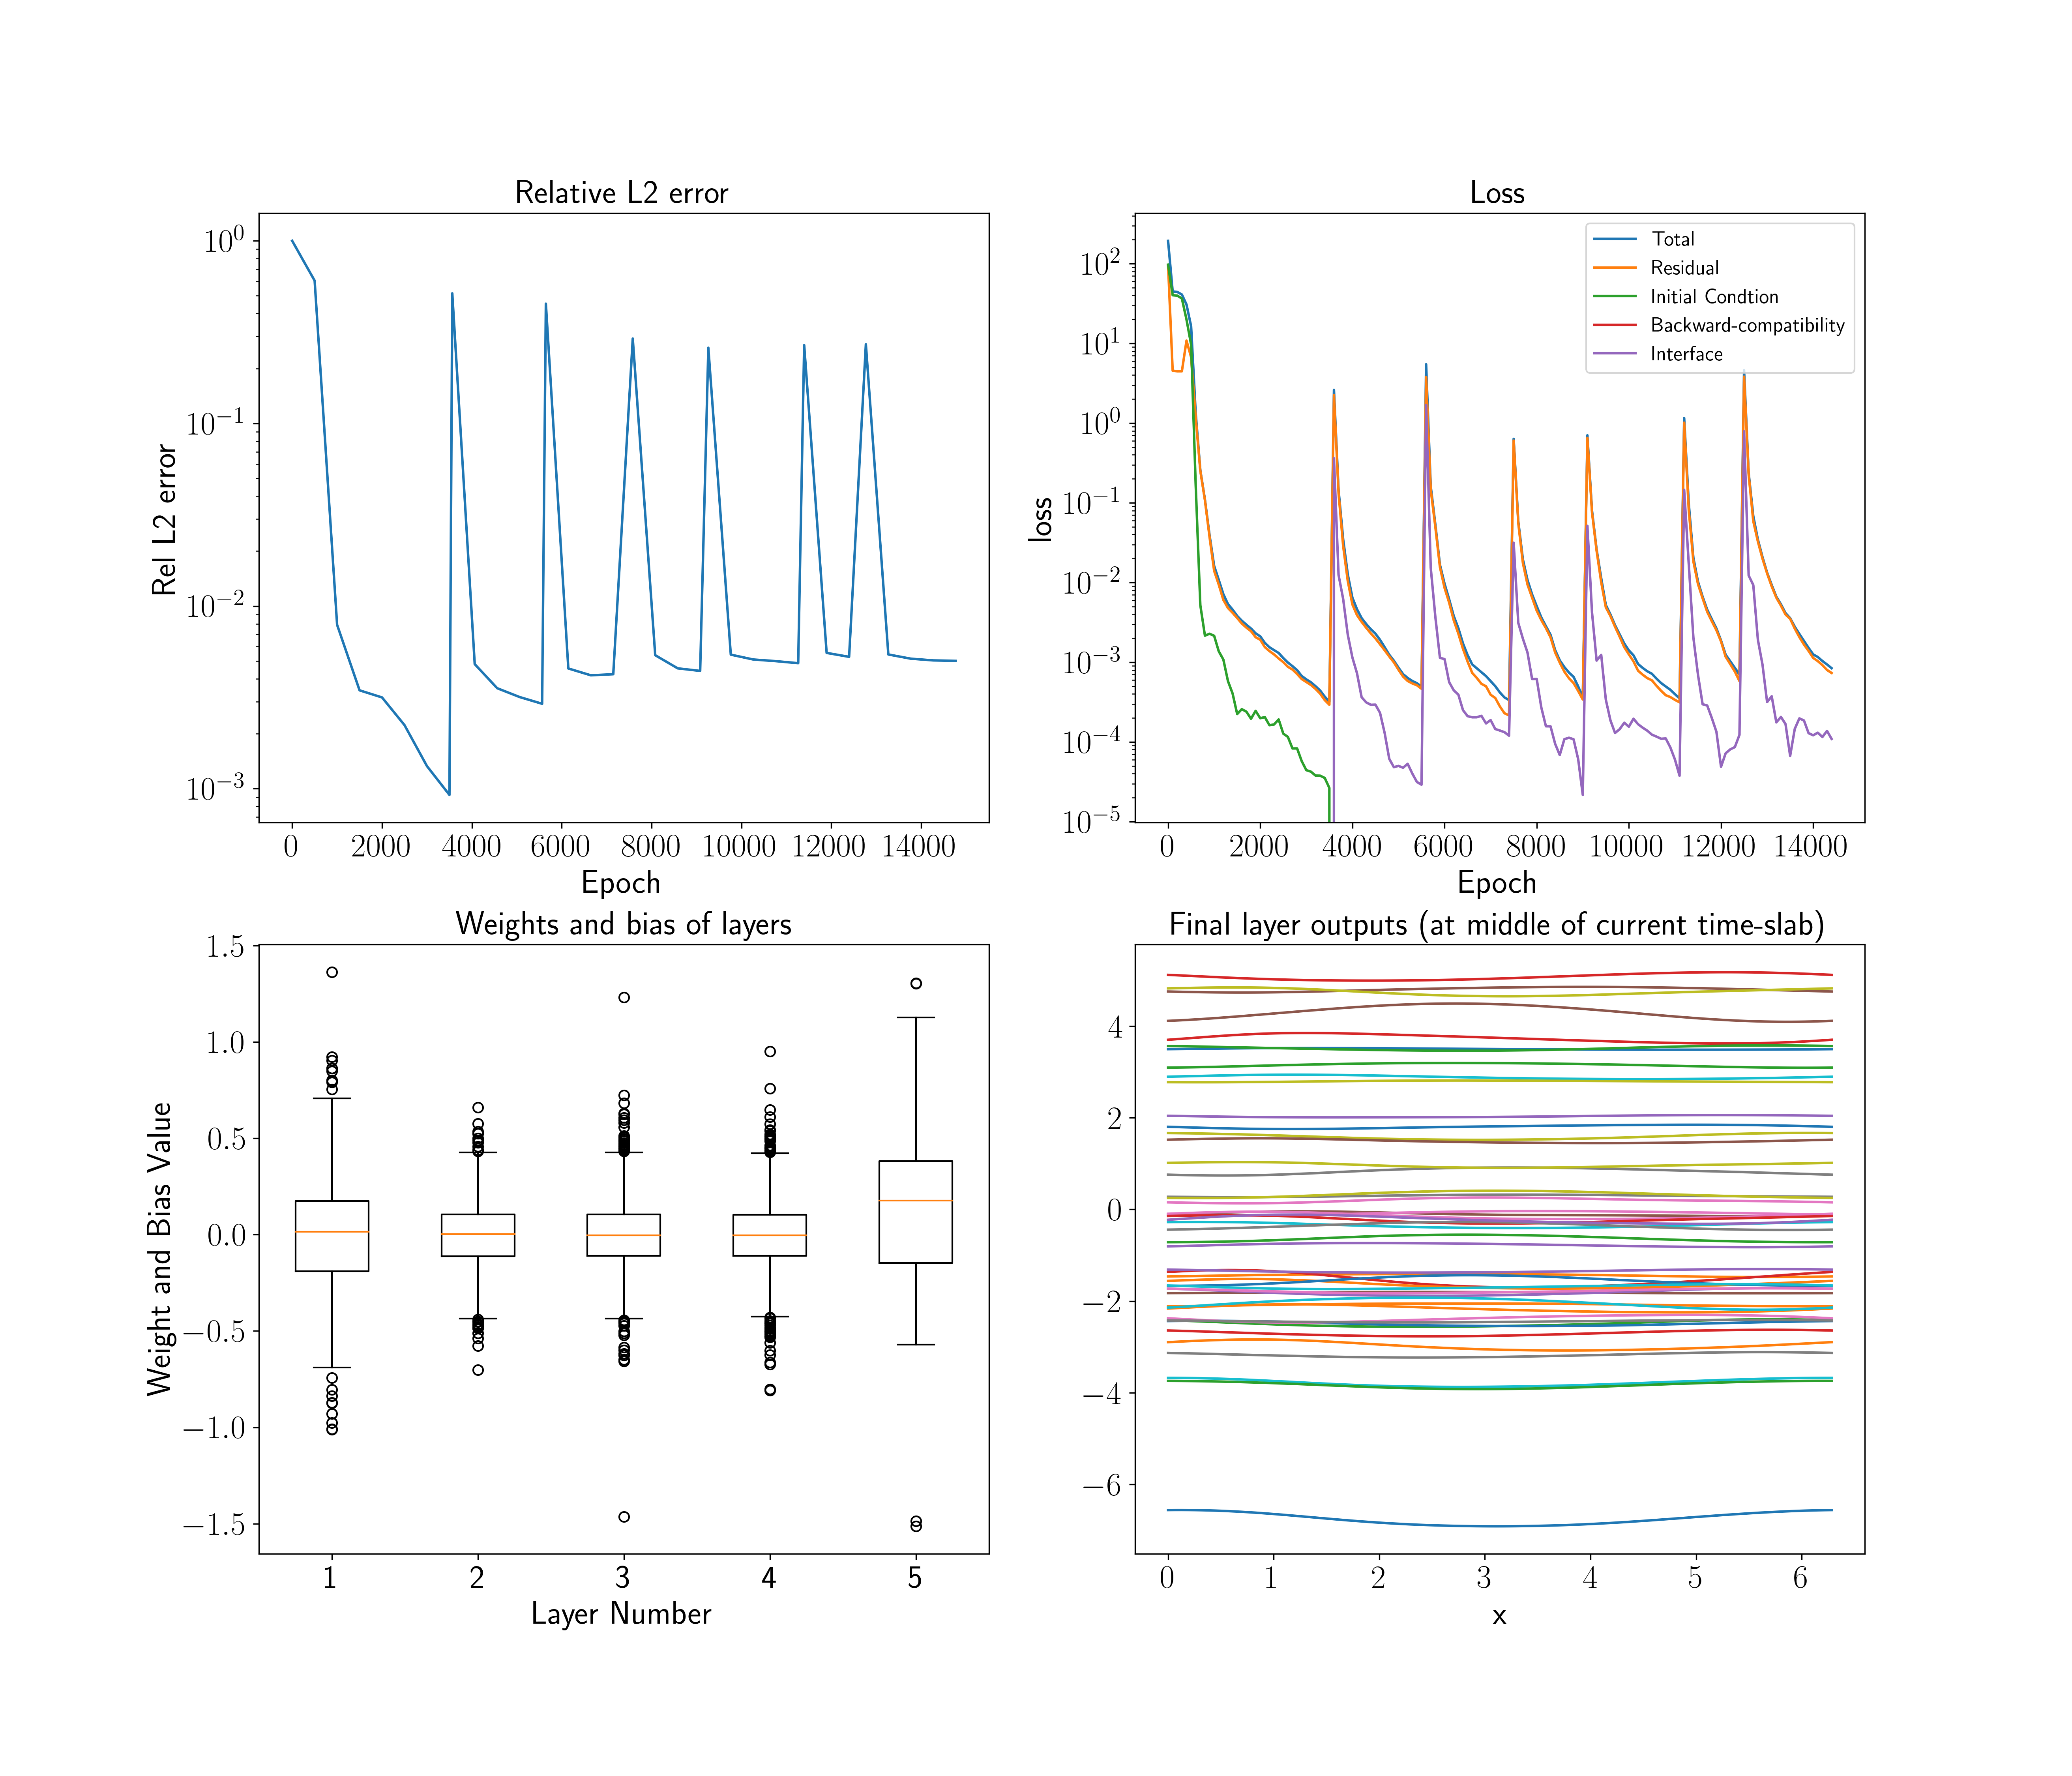 Relative L2 error
10^0
10^−1
10^−2
10^−3
Rel L2 error
0 2000 4000 6000 8000 10000 12000 14000
Epoch
Loss
Total
Residual
Initial Condtion
Backward-compatibility
Interface
10^2
10^1
10^0
10^−1
10^−2
10^−3
10^−4
10^−5
loss
0 2000 4000 6000 8000 10000 12000 14000
Epoch
Weights and bias of layers
1.5
1.0
0.5
0.0
−0.5
−1.0
−1.5
Weight and Bias Value
1 2 3 4 5
Layer Number
Final layer outputs (at middle of current time-slab)
4
2
0
−2
−4
−6
0 1 2 3 4 5 6
x